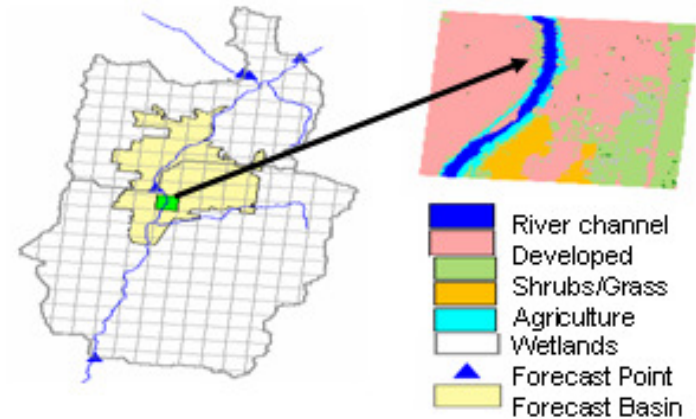 River channel
Developed
Shrubs/Grass
Agriculture
Wetlands
Forecast Point
Forecast Basin